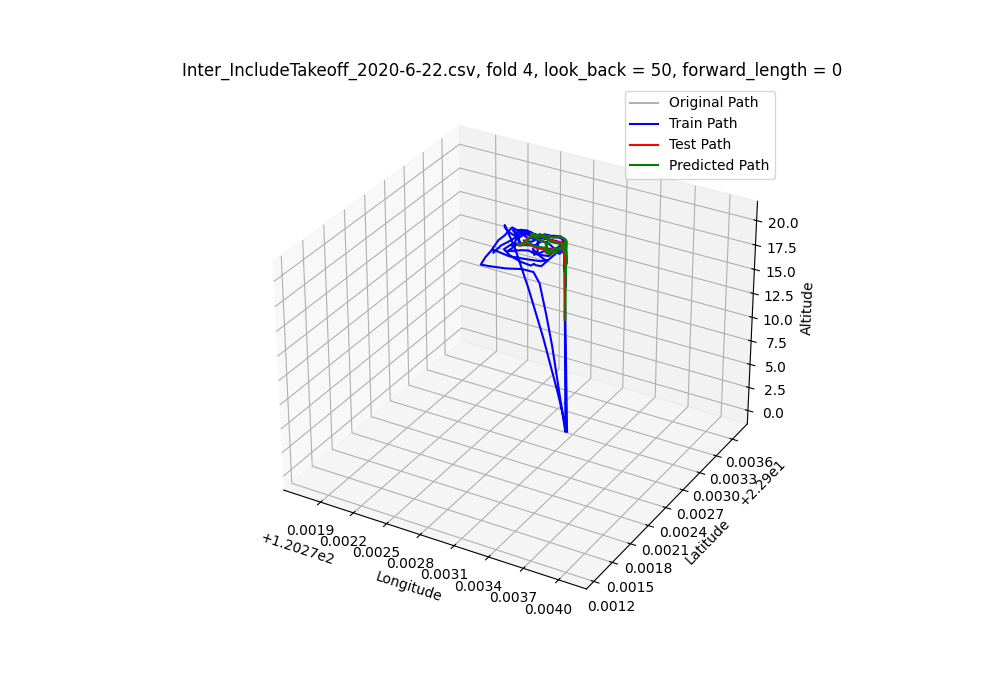 Inter_IncludeTakeoff_2020-6-22.csv, fold 4, look_back = 50, forward_length = 0
Original Path
Train Path
Test Path
Predicted Path
20.0
17.5
15.0
12.5
10.0
7.5
5.0
2.5
0.0
Altitude
0.0036
0.0033
0.0030
0.0027
0.0024
0.0021
0.0018
0.0015
0.0012
+2.29e1
Latitude
0.0019
0.0022
0.0025
0.0028
0.0031
0.0034
0.0037
0.0040
+1.2027e2
Longitude